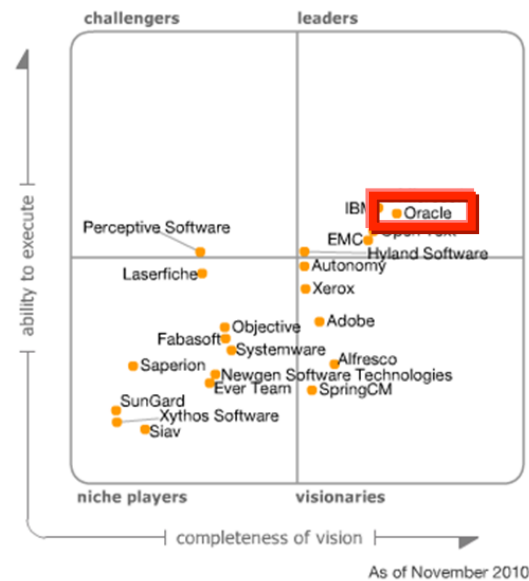 challengers
leaders
IBM
Oracle
Open Text
Perceptive Software
EMC
Hyland Software
Laserfiche
Autonomy
Xerox
Objective
Adobe
Fabasoft
Systemware
Alfresco
Saperion
Newgen Software Technologies
Ever Team
SpringCM
SunGard
Xythos Software
Siav
niche players
visionaries
ability to execute
completeness of vision
As of November 2010